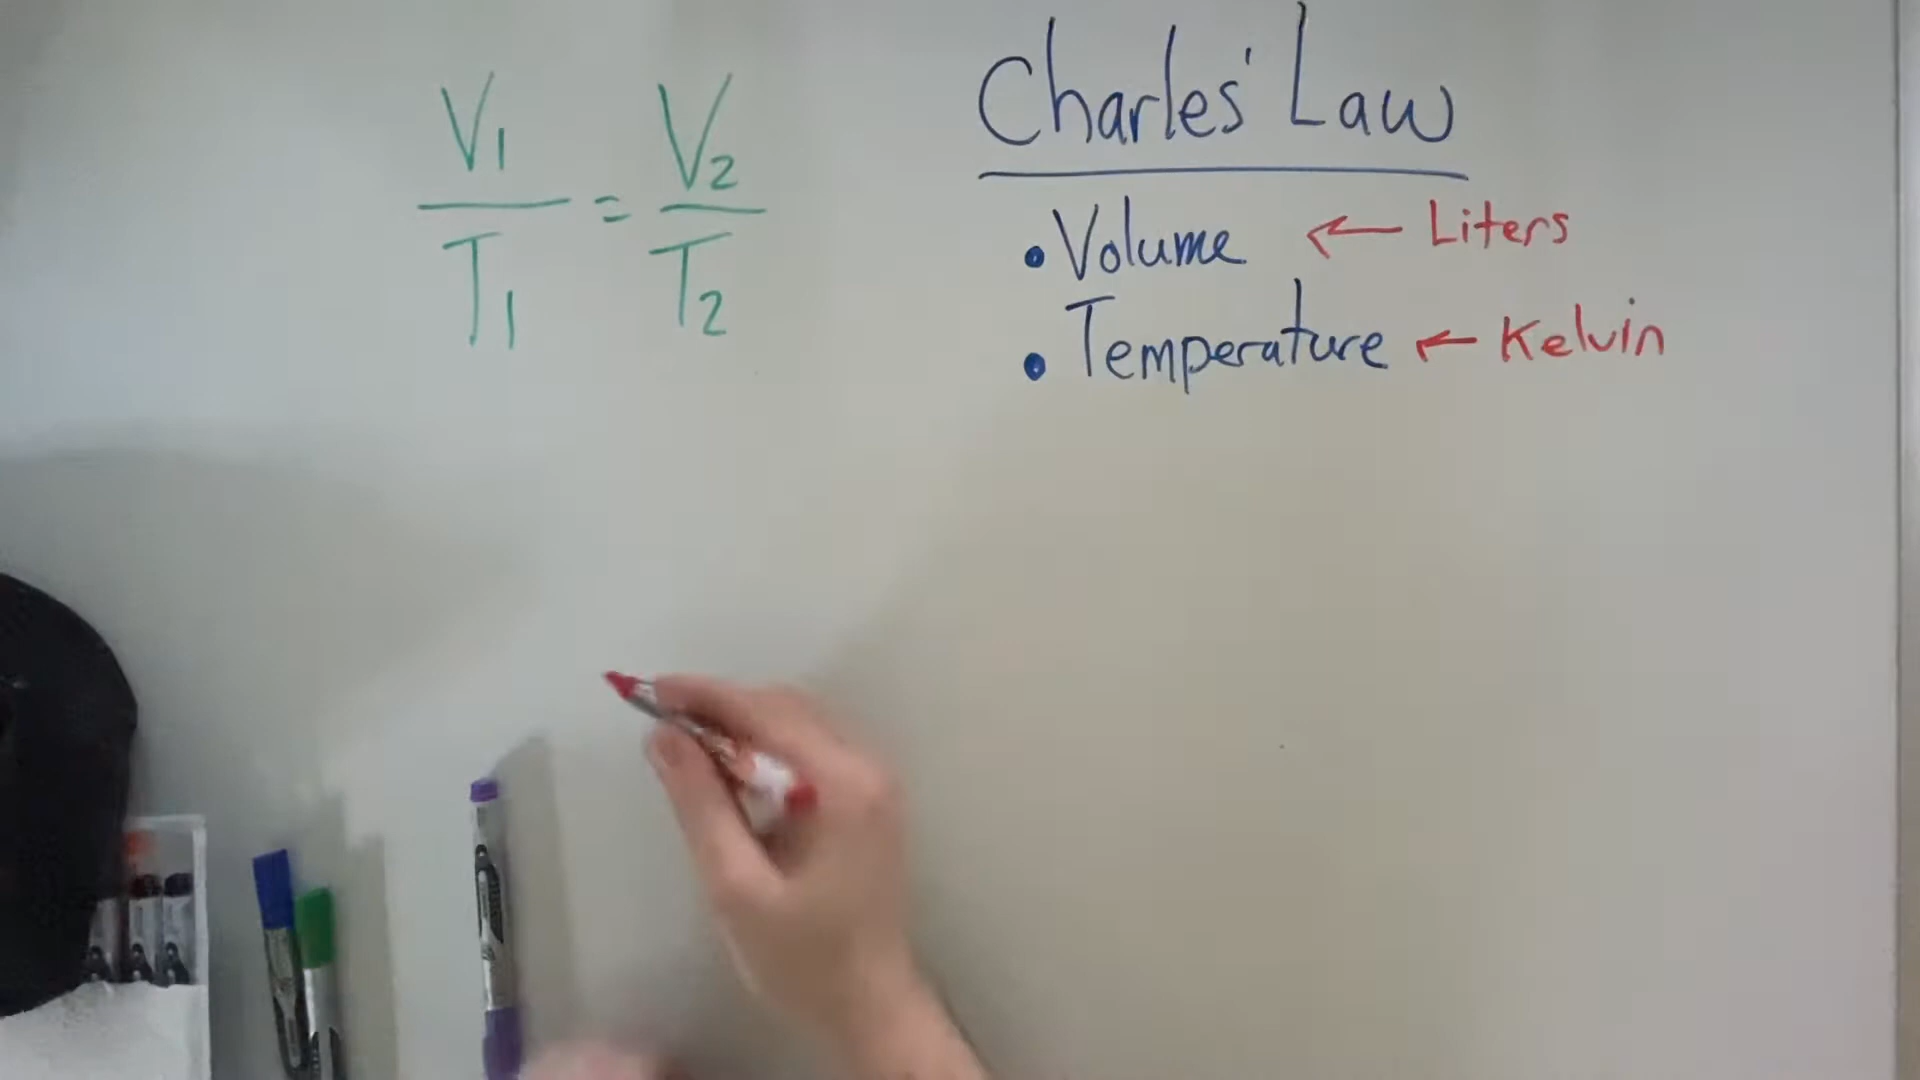 V1 = V2
T1 T2
Charles' Law
• Volume ← Liters
• Temperature ← Kelvin